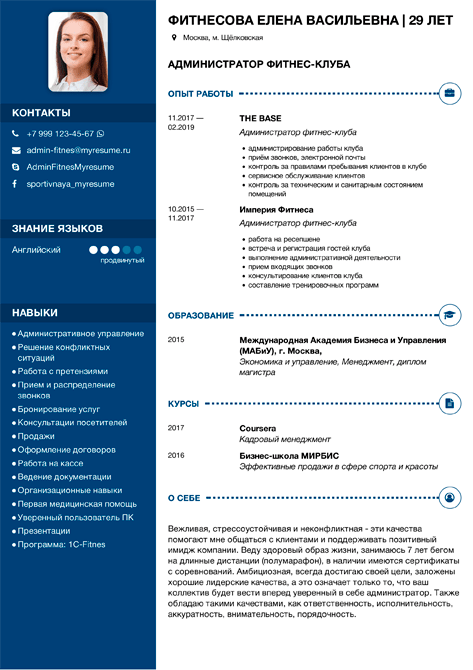 ФИТНЕСОВА ЕЛЕНА ВАСИЛЬЕВНА | 29 ЛЕТ
Москва, м. Щёлковская
АДМИНИСТРАТОР ФИТНЕС-КЛУБА
КОНТАКТЫ
+7 999 123-45-67
admin-fitnes@myresume.ru
AdminFitnesMyresume
sportivnaya_myresume
ЗНАНИЕ ЯЗЫКОВ
Английский
продвинутый
НАВЫКИ
Административное управление
Решение конфликтных
ситуаций
Работа с претензиями
Прием и распределение
звонков
Бронирование услуг
Консультации посетителей
Продажи
Оформление договоров
Работа на кассе
Ведение документации
Организационные навыки
Первая медицинская помощь
Уверенный пользователь ПК
Презентации
Программа: 1C-Fitnes
ОПЫТ РАБОТЫ
11.2017 —
02.2019
THE BASE
Администратор фитнес-клуба
администрирование работы клуба
приём звонков, электронной почты
контроль за правилами пребывания клиентов в клубе
сервисное обслуживание клиентов
контроль за техническим и санитарным состоянием
помещений
10.2015 —
11.2017
Империя Фитнеса
Администратор фитнес-клуба
работа на ресепшене
встреча и регистрация гостей клуба
выполнение административной деятельности
прием входящих звонков
консультирование клиентов клуба
составление тренировочных программ
ОБРАЗОВАНИЕ
2015
Международная Академия Бизнеса и Управления
(МАБиУ), г. Москва,
Экономика и управление, Менеджмент, диплом
магистра
КУРСЫ
2017
Coursera
Кадровый менеджмент
2016
Бизнес-школа МИРБИС
Эффективные продажи в сфере спорта и красоты
О СЕБЕ
Вежливая, стрессоустойчивая и неконфликтная - эти качества
помогают мне общаться с клиентами и поддерживать позитивный
имидж компании. Веду здоровый образ жизни, занимаюсь 7 лет бегом
на длинные дистанции (полумарафон), в наличии имеются сертификаты
с соревнований. Амбициозная, всегда достигаю своей цели, заложены
хорошие лидерские качества, а это означает только то, что ваш
коллектив будет вести вперед уверенный в себе администратор. Также
обладаю такими качествами, как ответственность, исполнительность,
аккуратность, внимательность, порядочность.